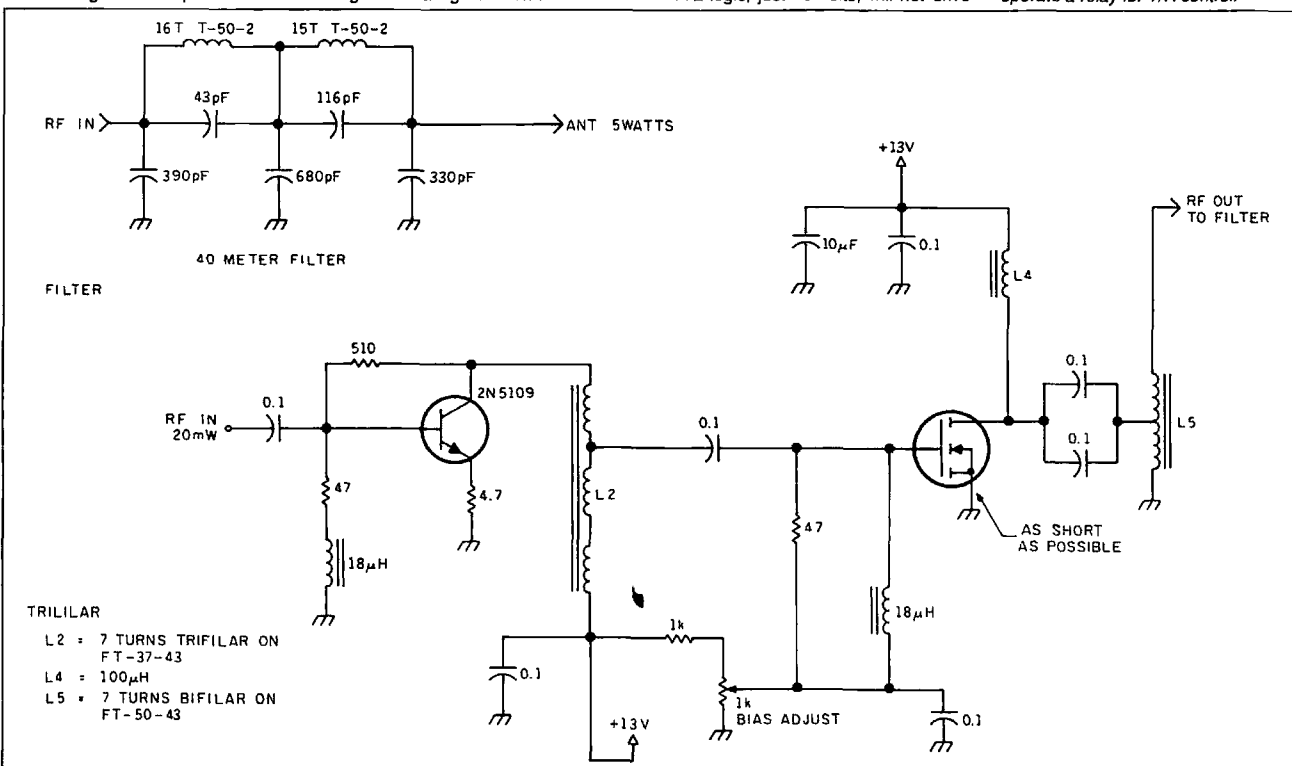 16T T-50-2 15T T-50-2
43pF 116pF
RF IN ANT 5WATTS
390pF 680pF 330pF
40 METER FILTER
FILTER
+13V
10µF 0.1 L4
RF OUT
TO FILTER
510
2N5109
RF IN
20mW
0.1
47
4.7
18µH
L2
0.1
47
18µH
0.1
0.1
L5
AS SHORT
AS POSSIBLE
TRILILAR
L2 = 7 TURNS TRIFILAR ON
FT-37-43
L4 = 100µH
L5 = 7 TURNS BIFILAR ON
FT-50-43
0.1
1k
1k
BIAS ADJUST
0.1
+13V